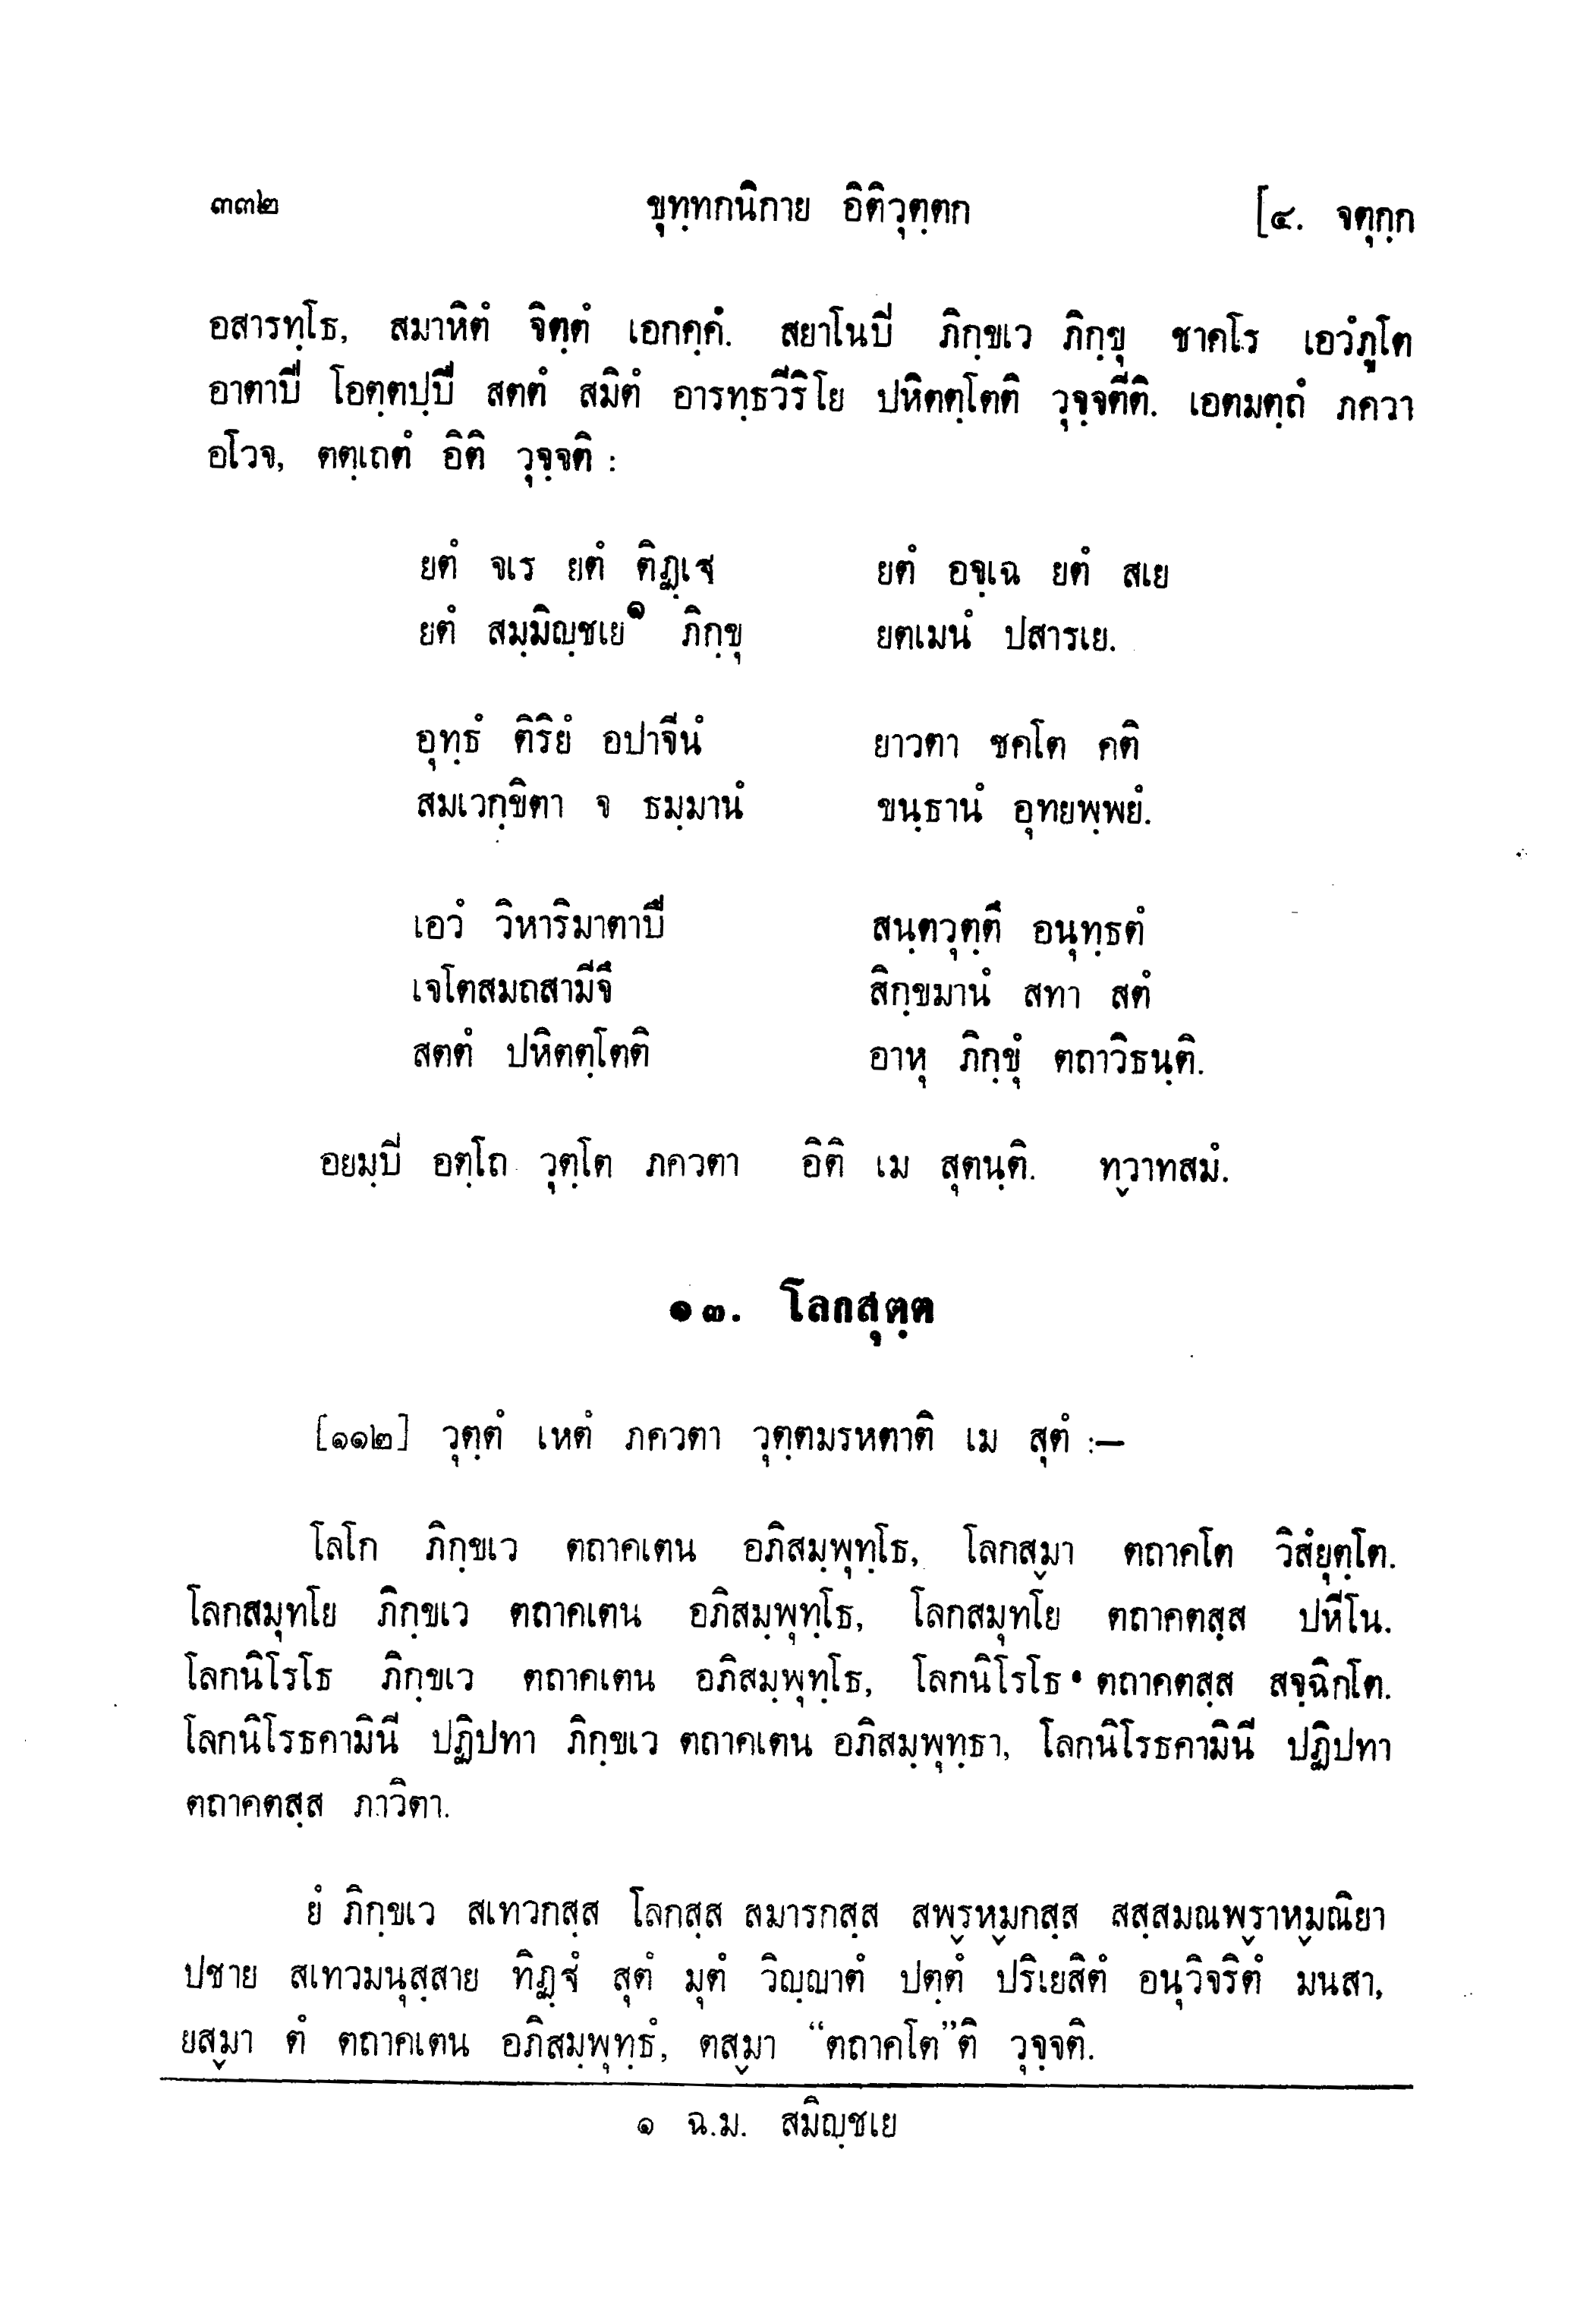 ๓๓๒ ขุทฺทกนิกาย อิติวุตฺตก [๔. จตุกฺก
อสารทฺโธ, สมาหิตํ จิตฺตํ เอกคฺคํ. สยาโนปิ ภิกฺขเว ภิกฺขุ ชาคโร เอวํภูโต
อาตาปี โอตฺตปฺปี สตตํ สมิตํ อารทฺธวีริโย ปหิตตฺโตติ วุจฺจตีติ. เอตมตฺถํ ภควา
อโวจ, ตตฺเถตํ อิติ วุจฺจติ :
ยตํ จเร ยตํ ติฏฺเฐ ยตํ อจฺเฉ ยตํ สเย
ยตํ สมฺมิญฺชเย๑ ภิกฺขุ ยตเมนํ ปสารเย.
อุทฺธํ ติริยํ อปาจีนํ ยาวตา ชคโต คติ
สมเวกฺขิตา จ ธมฺมานํ ขนฺธานํ อุทยพฺพยํ.
เอวํ วิหาริมาตาปึ สนฺตวุตฺตึ อนุทฺธตํ
เจโตสมถสามีจึ สิกฺขมานํ สทา สตํ
สตตํ ปหิตตฺโตติ อาหุ ภิกฺขุํ ตถาวิธนฺติ.
อยมฺปิ อตฺโถ วุตฺโต ภควตา อิติ เม สุตนฺติ. ทฺวาทสมํ.
๑๓. โลกสุตฺต
[๑๑๒] วุตฺตํ เหตํ ภควตา วุตฺตมรหตาติ เม สุตํ :—
โลโก ภิกฺขเว ตถาคเตน อภิสมฺพุทฺโธ, โลกสฺมา ตถาคโต วิสํยุตฺโต.
โลกสมุทโย ภิกฺขเว ตถาคเตน อภิสมฺพุทฺโธ, โลกสมุทโย ตถาคตสฺส ปหีโน.
โลกนิโรโธ ภิกฺขเว ตถาคเตน อภิสมฺพุทฺโธ, โลกนิโรโธ ตถาคตสฺส สจฺฉิกโต.
โลกนิโรธคามินี ปฏิปทา ภิกฺขเว ตถาคเตน อภิสมฺพุทฺธา, โลกนิโรธคามินี ปฏิปทา
ตถาคตสฺส ภาวิตา.
ยํ ภิกฺขเว สเทวกสฺส โลกสฺส สมารกสฺส สพฺรหฺมกสฺส สสฺสมณพฺราหฺมณิยา
ปชาย สเทวมนุสฺสาย ทิฏฺฐํ สุตํ มุตํ วิญฺญาตํ ปตฺตํ ปริเยสิตํ อนุวิจริตํ มนสา,
ยสฺมา ตํ ตถาคเตน อภิสมฺพุทฺธํ, ตสฺมา “ตถาคโต”ติ วุจฺจติ.
๑ ฉ.ม. สมิญฺชเย